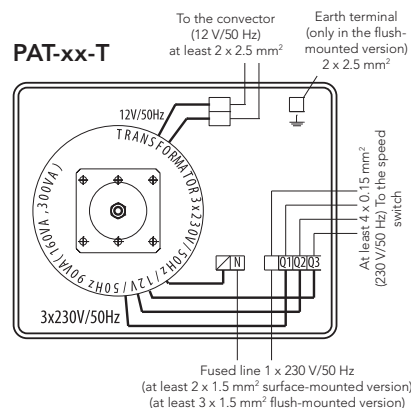 To the convector
(12 V/50 Hz)
at least 2 x 2.5 mm²
Earth terminal
(only in the flush-
mounted version)
2 x 2.5 mm²
PAT-xx-T
12V/50Hz
TRANSFORMATOR 3x230V/50Hz/12V/50Hz 90VA(160VA,300VA)
N
Q1 Q2 Q3
At least 4 x 0.15 mm²
(230 V/50 Hz) To the speed
switch
3x230V/50Hz
Fused line 1 x 230 V/50 Hz
(at least 2 x 1.5 mm² surface-mounted version)
(at least 3 x 1.5 mm² flush-mounted version)